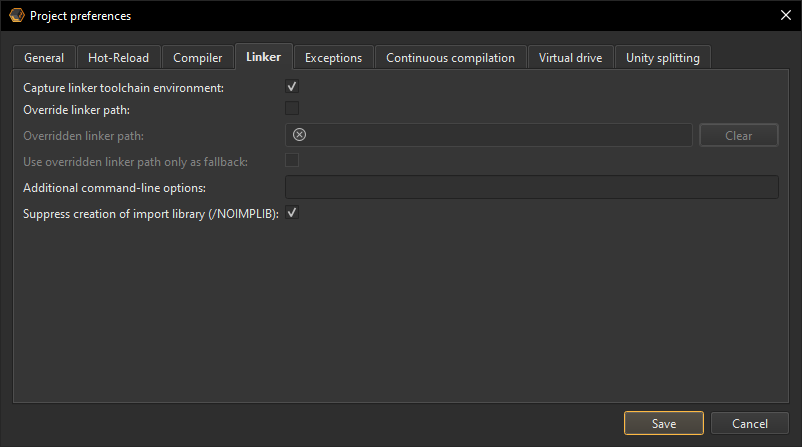 Project preferences
General Hot-Reload Compiler Linker Exceptions Continuous compilation Virtual drive Unity splitting
Capture linker toolchain environment:
Override linker path:
Overridden linker path: Clear
Use overridden linker path only as fallback:
Additional command-line options:
Suppress creation of import library (/NOIMPLIB):
Save Cancel